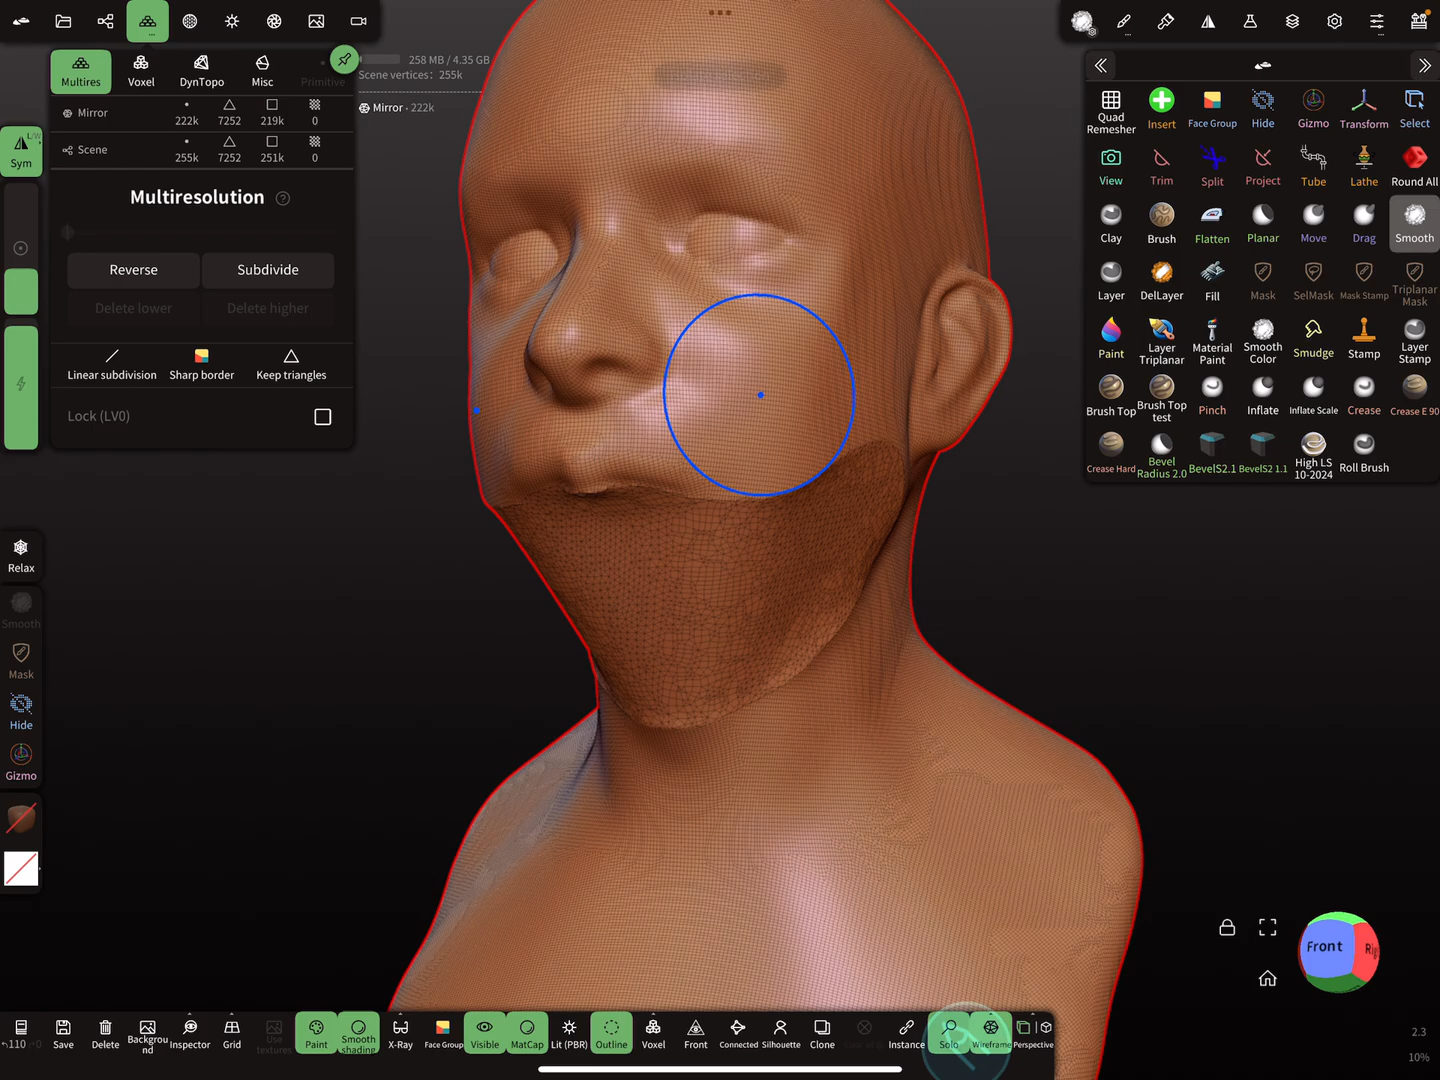 Multires
Voxel
DynTopo
Misc
Primitive
258 MB / 4.35 GB
Scene vertices: 255k
Mirror · 222k
Mirror 222k 7252 219k 0
Scene 255k 7252 251k 0
Multiresolution ?
Reverse
Subdivide
Delete lower
Delete higher
Linear subdivision
Sharp border
Keep triangles
Lock (LV0)
L/W
Sym
Relax
Smooth
Mask
Hide
Gizmo
Quad Remesher
Insert
Face Group
Hide
Gizmo
Transform
Select
View
Trim
Split
Project
Tube
Lathe
Round All
Clay
Brush
Flatten
Planar
Move
Drag
Smooth
Layer
DelLayer
Fill
Mask
SelMask
Mask Stamp
Triplanar Mask
Paint
Layer Triplanar
Material Paint
Smooth Color
Smudge
Stamp
Layer Stamp
Brush Top
Brush Top test
Pinch
Inflate
Inflate Scale
Crease
Crease E 90
Crease Hard
Bevel Radius 2.0
BevelS2.1
BevelS2 1.1
High LS 10-2024
Roll Brush
Front
Rig
2.3
10%
110 0
Save
Delete
Background
Inspector
Grid
Use textures
Paint
Smooth shading
X-Ray
Face Group
Visible
MatCap
Lit (PBR)
Outline
Voxel
Front
Connected
Silhouette
Clone
Instance
Solo
Wireframe
Perspective